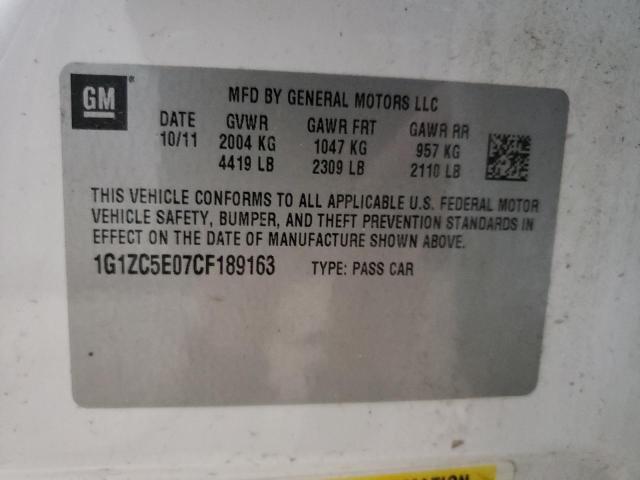 GM ®
MFD BY GENERAL MOTORS LLC
DATE GVWR GAWR FRT GAWR RR
10/11 2004 KG 1047 KG 957 KG
4419 LB 2309 LB 2110 LB
THIS VEHICLE CONFORMS TO ALL APPLICABLE U.S. FEDERAL MOTOR
VEHICLE SAFETY, BUMPER, AND THEFT PREVENTION STANDARDS IN
EFFECT ON THE DATE OF MANUFACTURE SHOWN ABOVE.
1G1ZC5E07CF189163 TYPE: PASS CAR